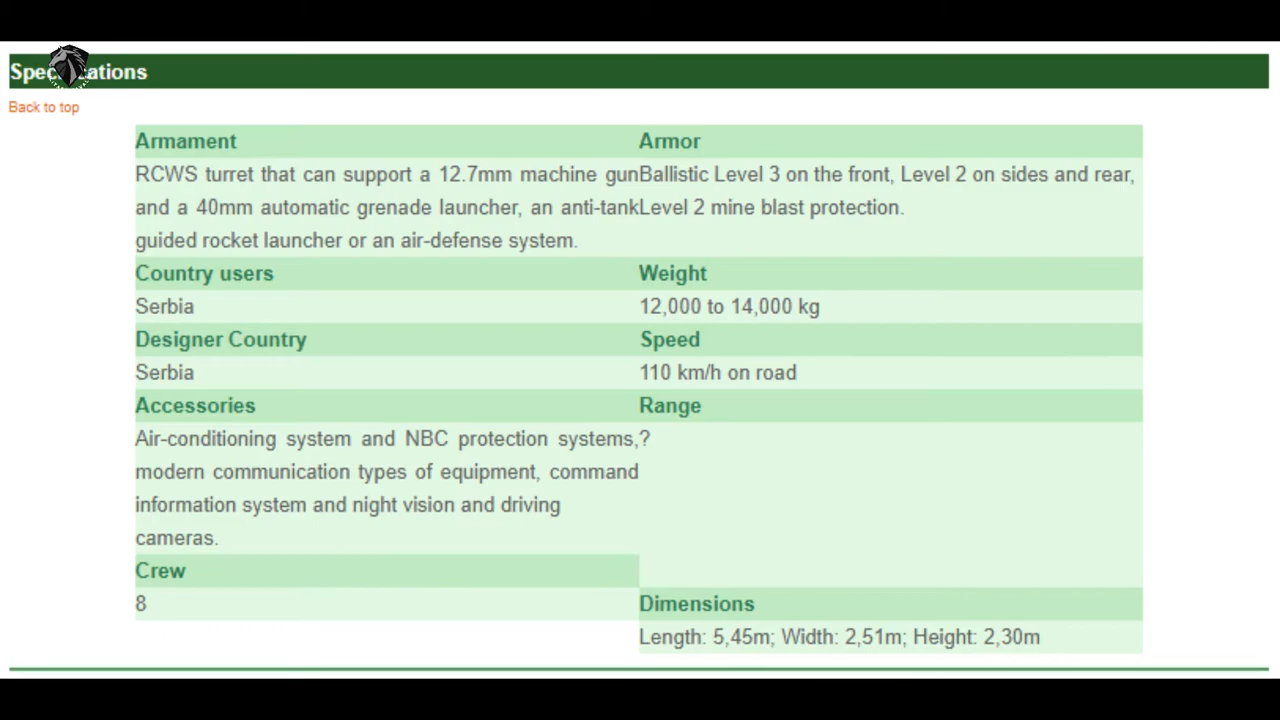 Specifications
Back to top
Armament
RCWS turret that can support a 12.7mm machine gun
and a 40mm automatic grenade launcher, an anti-tank
guided rocket launcher or an air-defense system.
Country users
Serbia
Designer Country
Serbia
Accessories
Air-conditioning system and NBC protection systems,
modern communication types of equipment, command
information system and night vision and driving
cameras.
Crew
8
Armor
Ballistic Level 3 on the front, Level 2 on sides and rear,
Level 2 mine blast protection.
Weight
12,000 to 14,000 kg
Speed
110 km/h on road
Range
?
Dimensions
Length: 5,45m; Width: 2,51m; Height: 2,30m